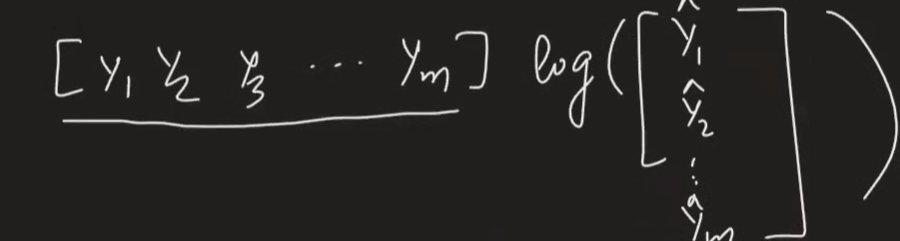 [y₁ y₂ y₃ ... yₘ] log([ŷ₁
ŷ₂
⋮
ŷₘ])